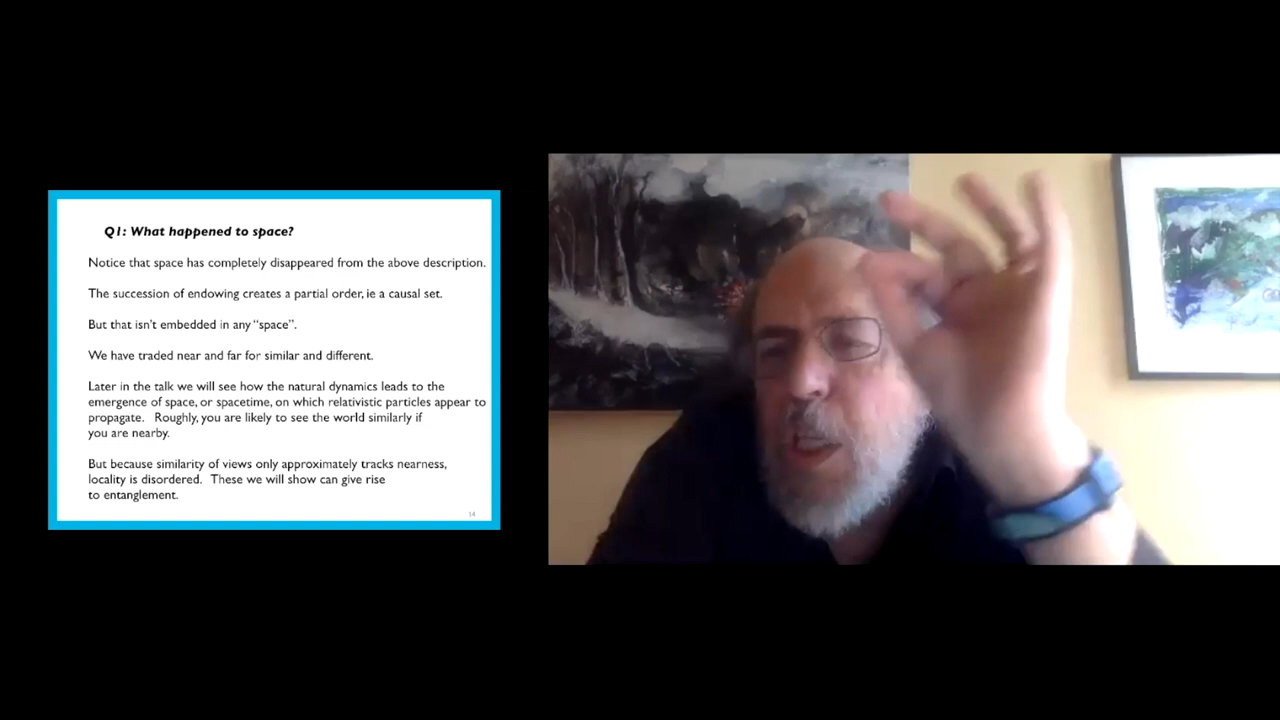 Q1: What happened to space?
Notice that space has completely disappeared from the above description.
The succession of endowing creates a partial order, ie a causal set.
But that isn't embedded in any "space".
We have traded near and far for similar and different.
Later in the talk we will see how the natural dynamics leads to the
emergence of space, or spacetime, on which relativistic particles appear to
propagate. Roughly, you are likely to see the world similarly if
you are nearby.
But because similarity of views only approximately tracks nearness,
locality is disordered. These we will show can give rise
to entanglement.
14